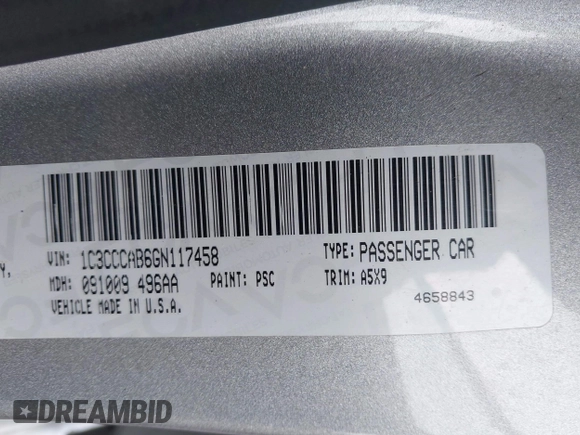 VIN: 1C3CCCAB6GN117458 TYPE: PASSENGER CAR
Y, MDH: 091009 496AA PAINT: PSC TRIM: A5X9
VEHICLE MADE IN U.S.A. 4658843
DREAMBID